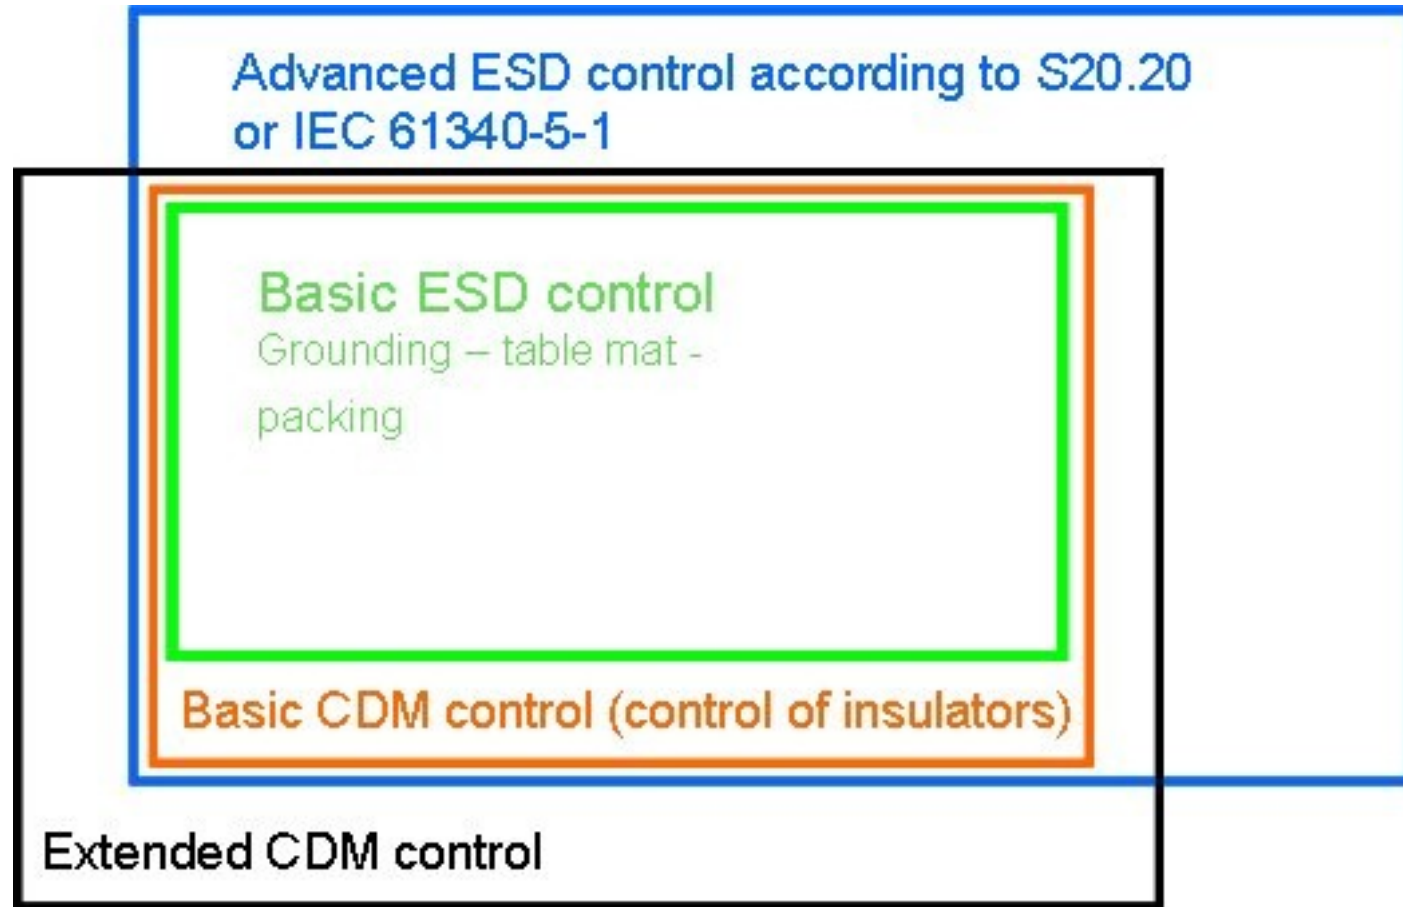 Advanced ESD control according to S20.20
or IEC 61340-5-1
Basic ESD control
Grounding – table mat -
packing
Basic CDM control (control of insulators)
Extended CDM control